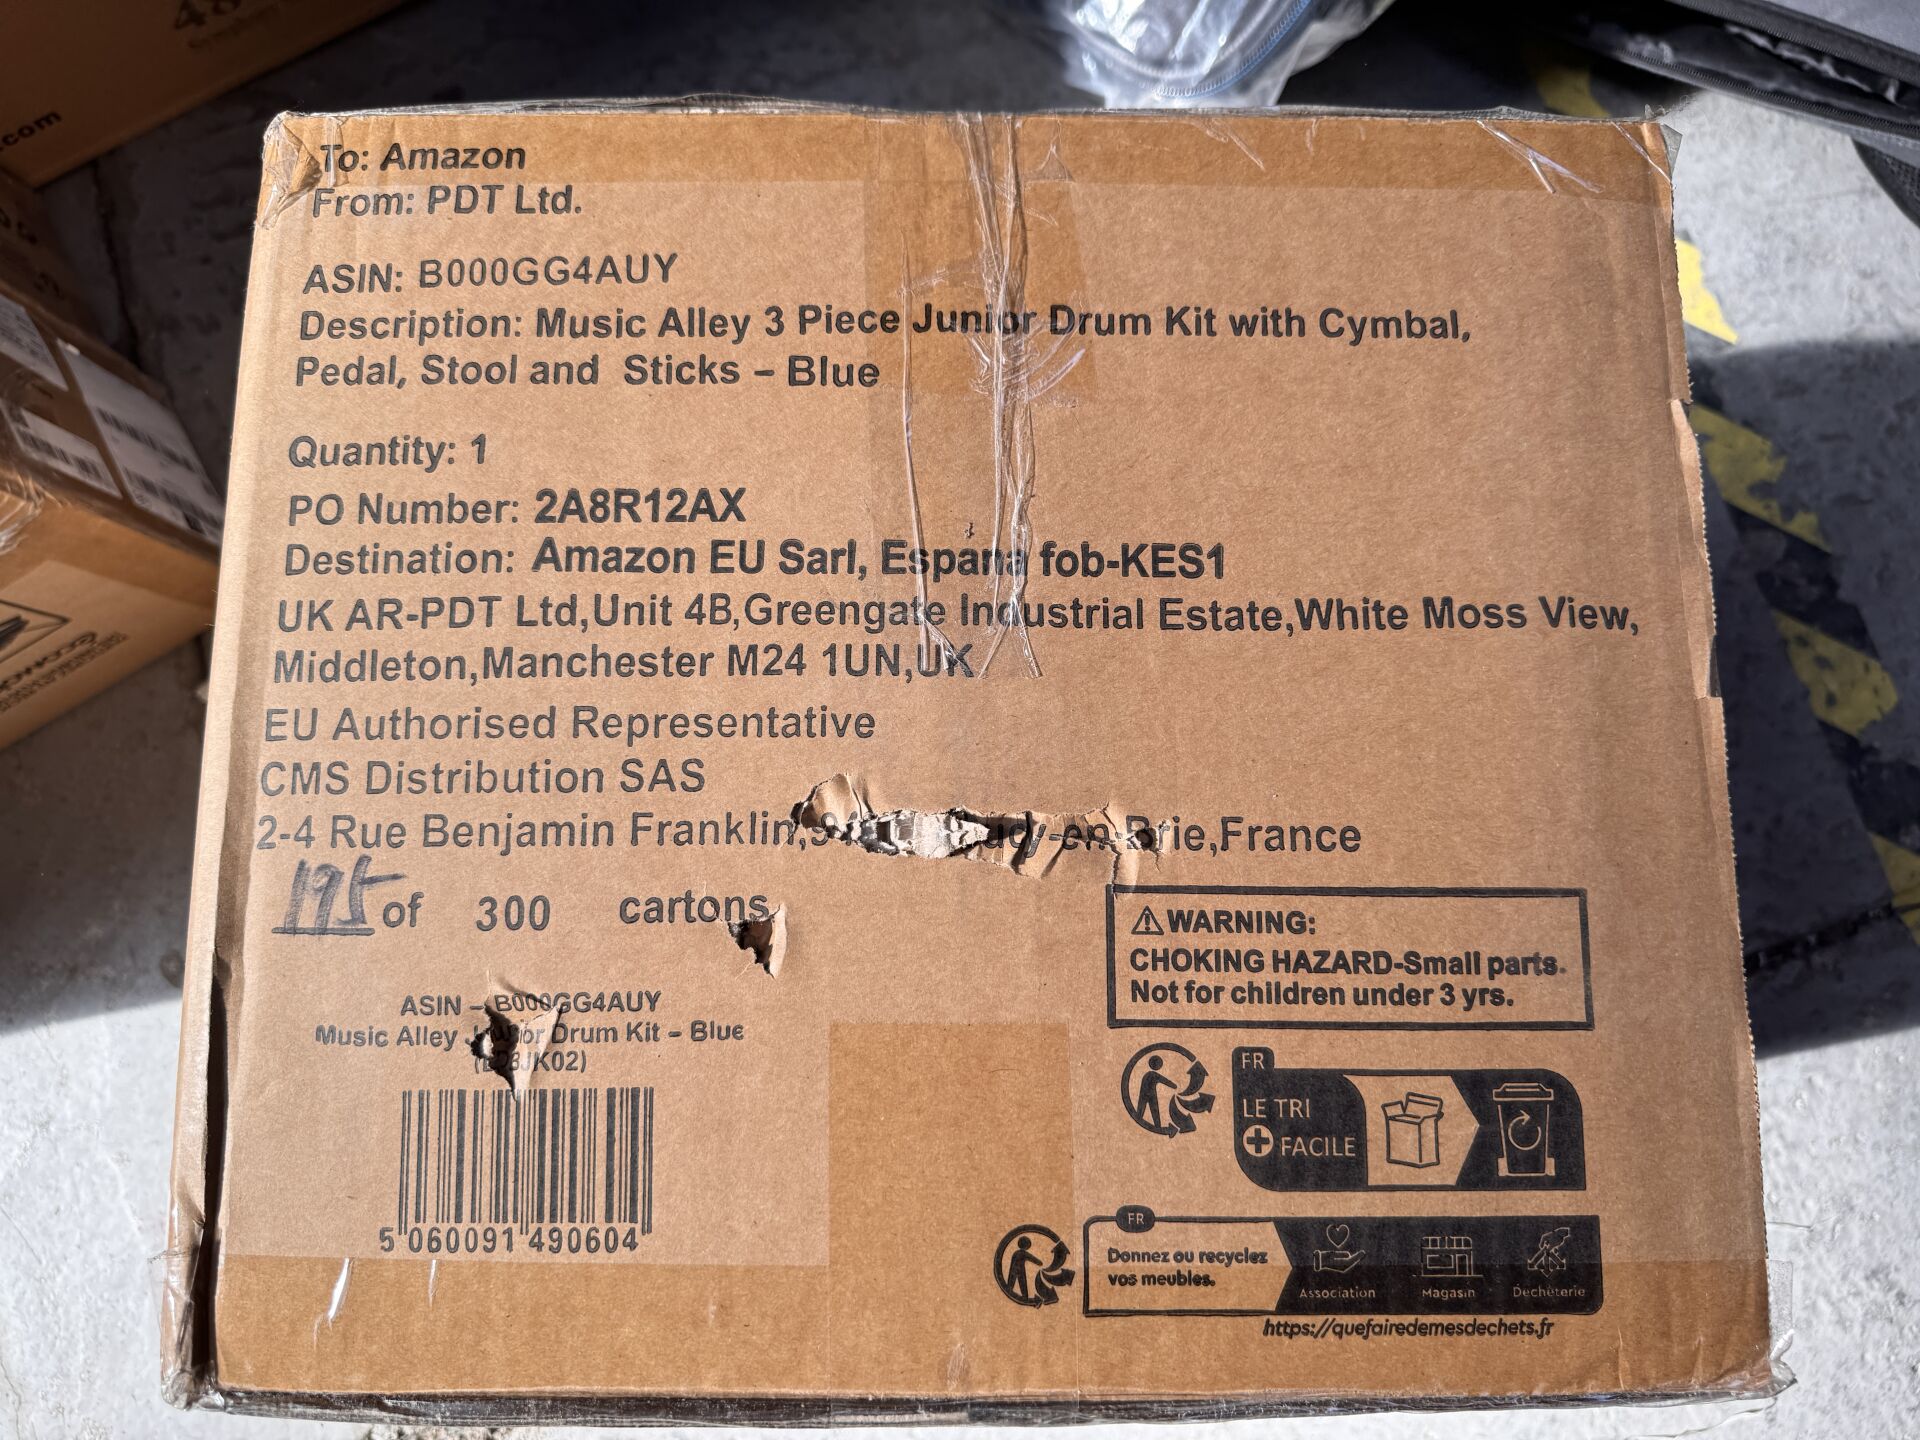 To: Amazon
From: PDT Ltd.
ASIN: B000GG4AUY
Description: Music Alley 3 Piece Junior Drum Kit with Cymbal,
Pedal, Stool and Sticks – Blue
Quantity: 1
PO Number: 2A8R12AX
Destination: Amazon EU Sarl, Espana fob-KES1
UK AR-PDT Ltd,Unit 4B,Greengate Industrial Estate,White Moss View,
Middleton,Manchester M24 1UN,UK
EU Authorised Representative
CMS Distribution SAS
2-4 Rue Benjamin Franklin, Brie,France
195 of 300 cartons
ASIN – B000GG4AUY
Music Alley Junior Drum Kit – Blue
5 060091 490604
WARNING:
CHOKING HAZARD-Small parts.
Not for children under 3 yrs.
FR
LE TRI
+ FACILE
FR
Donnez ou recyclez
vos meubles.
Association Magasin Déchèterie
https://quefairedemesdechets.fr
.com